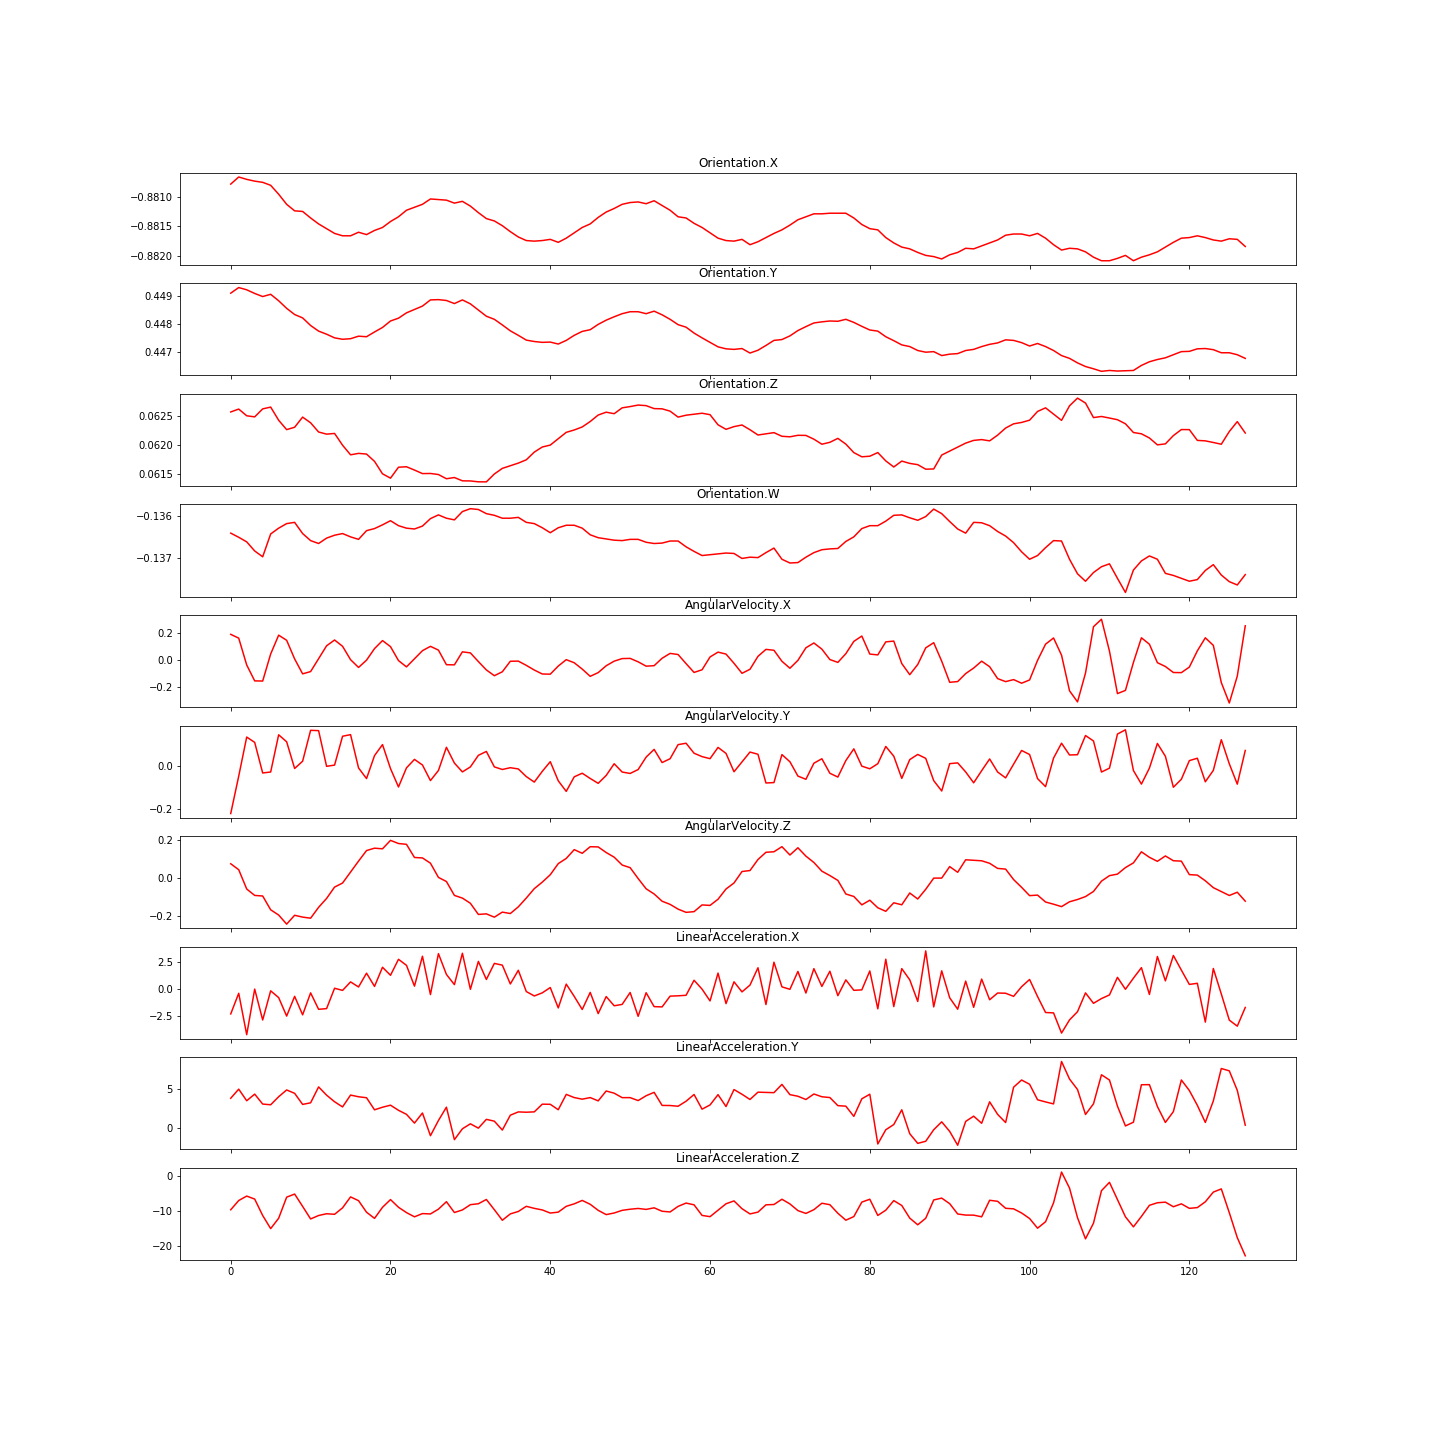 Orientation.X
−0.8810
−0.8815
−0.8820
Orientation.Y
0.449
0.448
0.447
Orientation.Z
0.0625
0.0620
0.0615
Orientation.W
−0.136
−0.137
AngularVelocity.X
0.2
0.0
−0.2
AngularVelocity.Y
0.0
−0.2
AngularVelocity.Z
0.2
0.0
−0.2
LinearAcceleration.X
2.5
0.0
−2.5
LinearAcceleration.Y
5
0
LinearAcceleration.Z
0
−10
−20
0 20 40 60 80 100 120